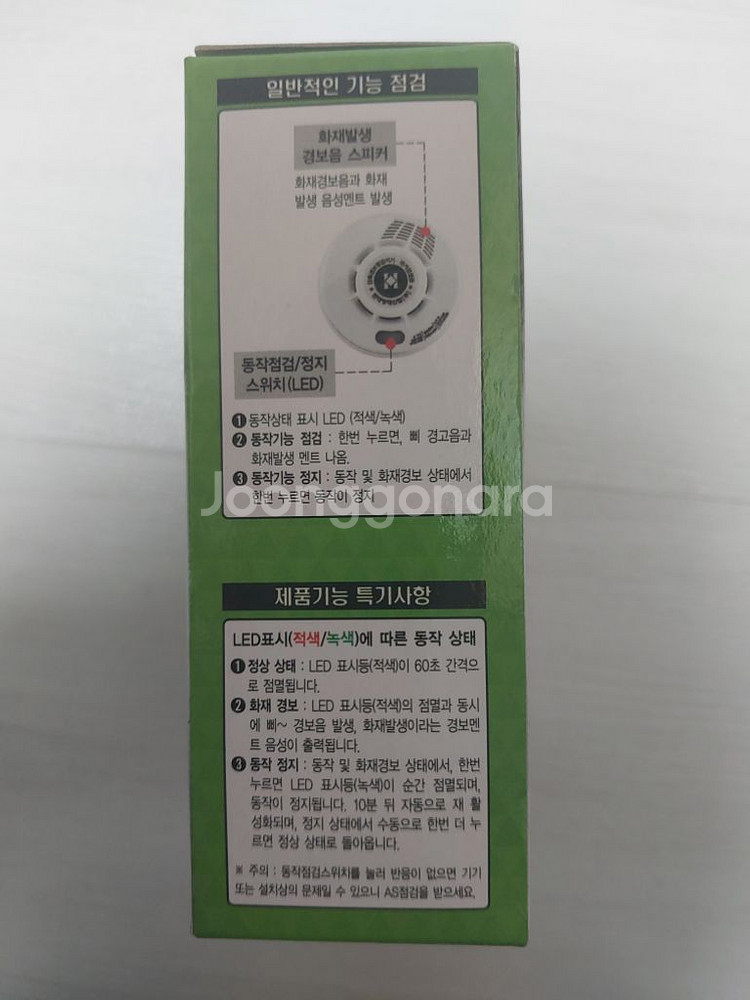 일반적인 기능 점검
화재발생
경보음 스피커
화재경보음과 화재
발생 음성멘트 발생
동작점검/정지
스위치(LED)
❶ 동작상태 표시 LED (적색/녹색)
❷ 동작기능 점검 : 한번 누르면, 삐 경고음과
화재발생 멘트 나옴.
❸ 동작기능 정지 : 동작 및 화재경보 상태에서
한번 누르면 동작이 정지
Joonggonara
제품기능 특기사항
LED표시(적색/녹색)에 따른 동작 상태
❶ 정상 상태 : LED 표시등(적색)이 60초 간격으
로 점멸됩니다.
❷ 화재 경보 : LED 표시등(적색)의 점멸과 동시
에 삐~ 경보음 발생, 화재발생이라는 경보멘
트 음성이 출력됩니다.
❸ 동작 정지 : 동작 및 화재경보 상태에서, 한번
누르면 LED 표시등(녹색)이 순간 점멸되며,
동작이 정지됩니다. 10분 뒤 자동으로 재 활
성화되며, 정지 상태에서 수동으로 한번 더 누
르면 정상 상태로 돌아옵니다.
※ 주의 : 동작점검스위치를 눌러 반응이 없으면 기기
또는 설치상의 문제일 수 있으니 AS점검을 받으세요.